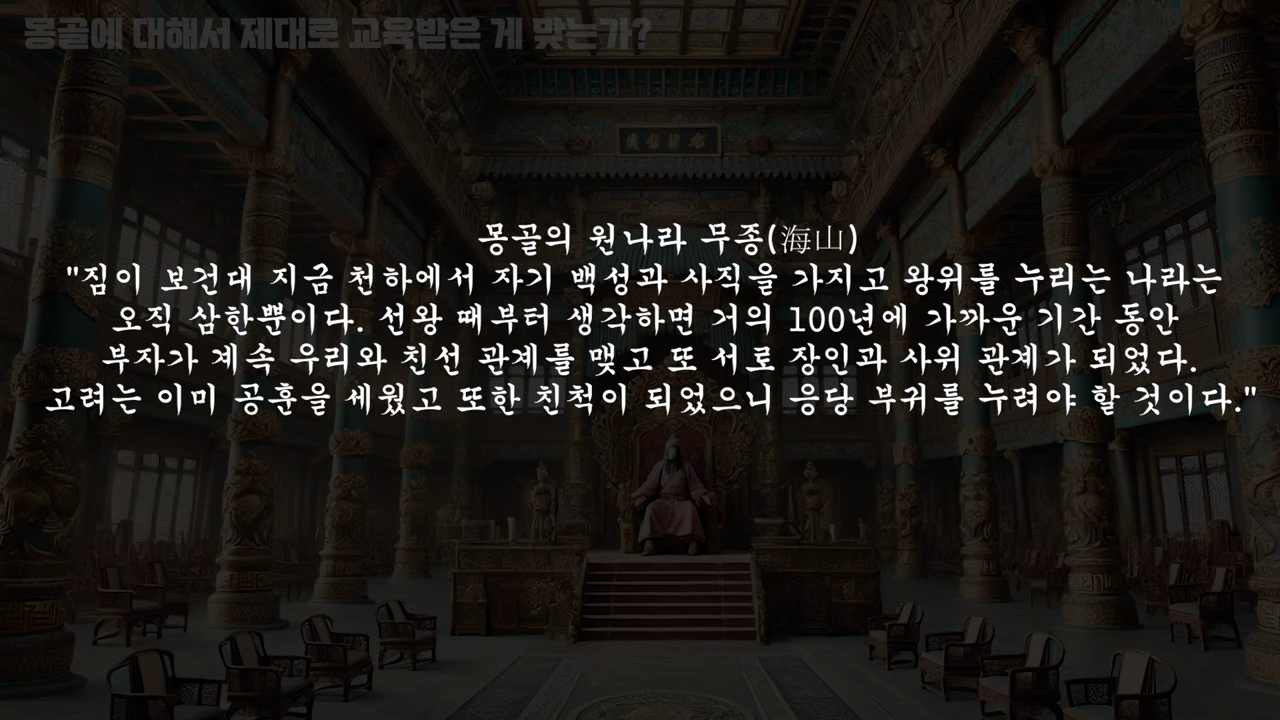 몽골에 대해서 제대로 교육받은 게 맞는가?
몽골의 원나라 무종(海山)
"짐이 보건대 지금 천하에서 자기 백성과 사직을 가지고 왕위를 누리는 나라는
오직 삼한뿐이다. 선왕 때부터 생각하면 거의 100년에 가까운 기간 동안
부자가 계속 우리와 친선 관계를 맺고 또 서로 장인과 사위 관계가 되었다.
고려는 이미 공훈을 세웠고 또한 친척이 되었으니 응당 부귀를 누려야 할 것이다."